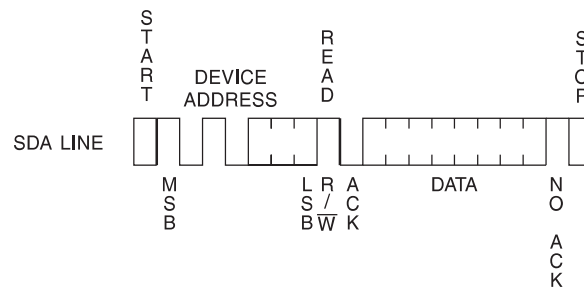 START
DEVICE
ADDRESS
READ
STOP
SDA LINE
MSB
LSB
R/W
ACK
DATA
NO ACK